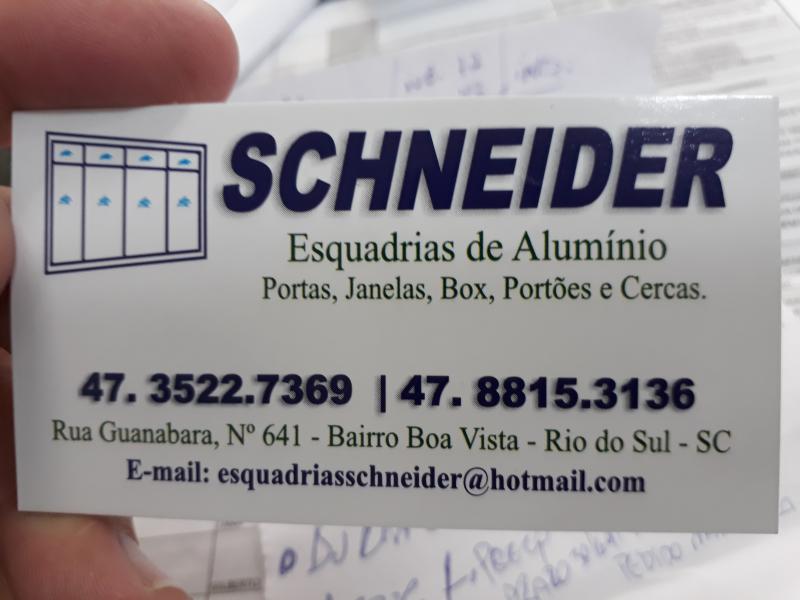 SCHNEIDER
Esquadrias de Alumínio
Portas, Janelas, Box, Portões e Cercas.
47. 3522.7369 | 47. 8815.3136
Rua Guanabara, Nº 641 - Bairro Boa Vista - Rio do Sul - SC
E-mail: esquadriasschneider@hotmail.com